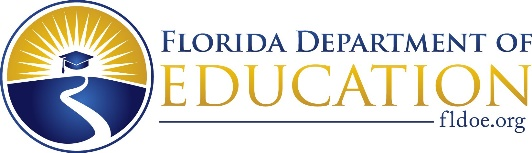 FLORIDA DEPARTMENT OF
EDUCATION
fldoe.org